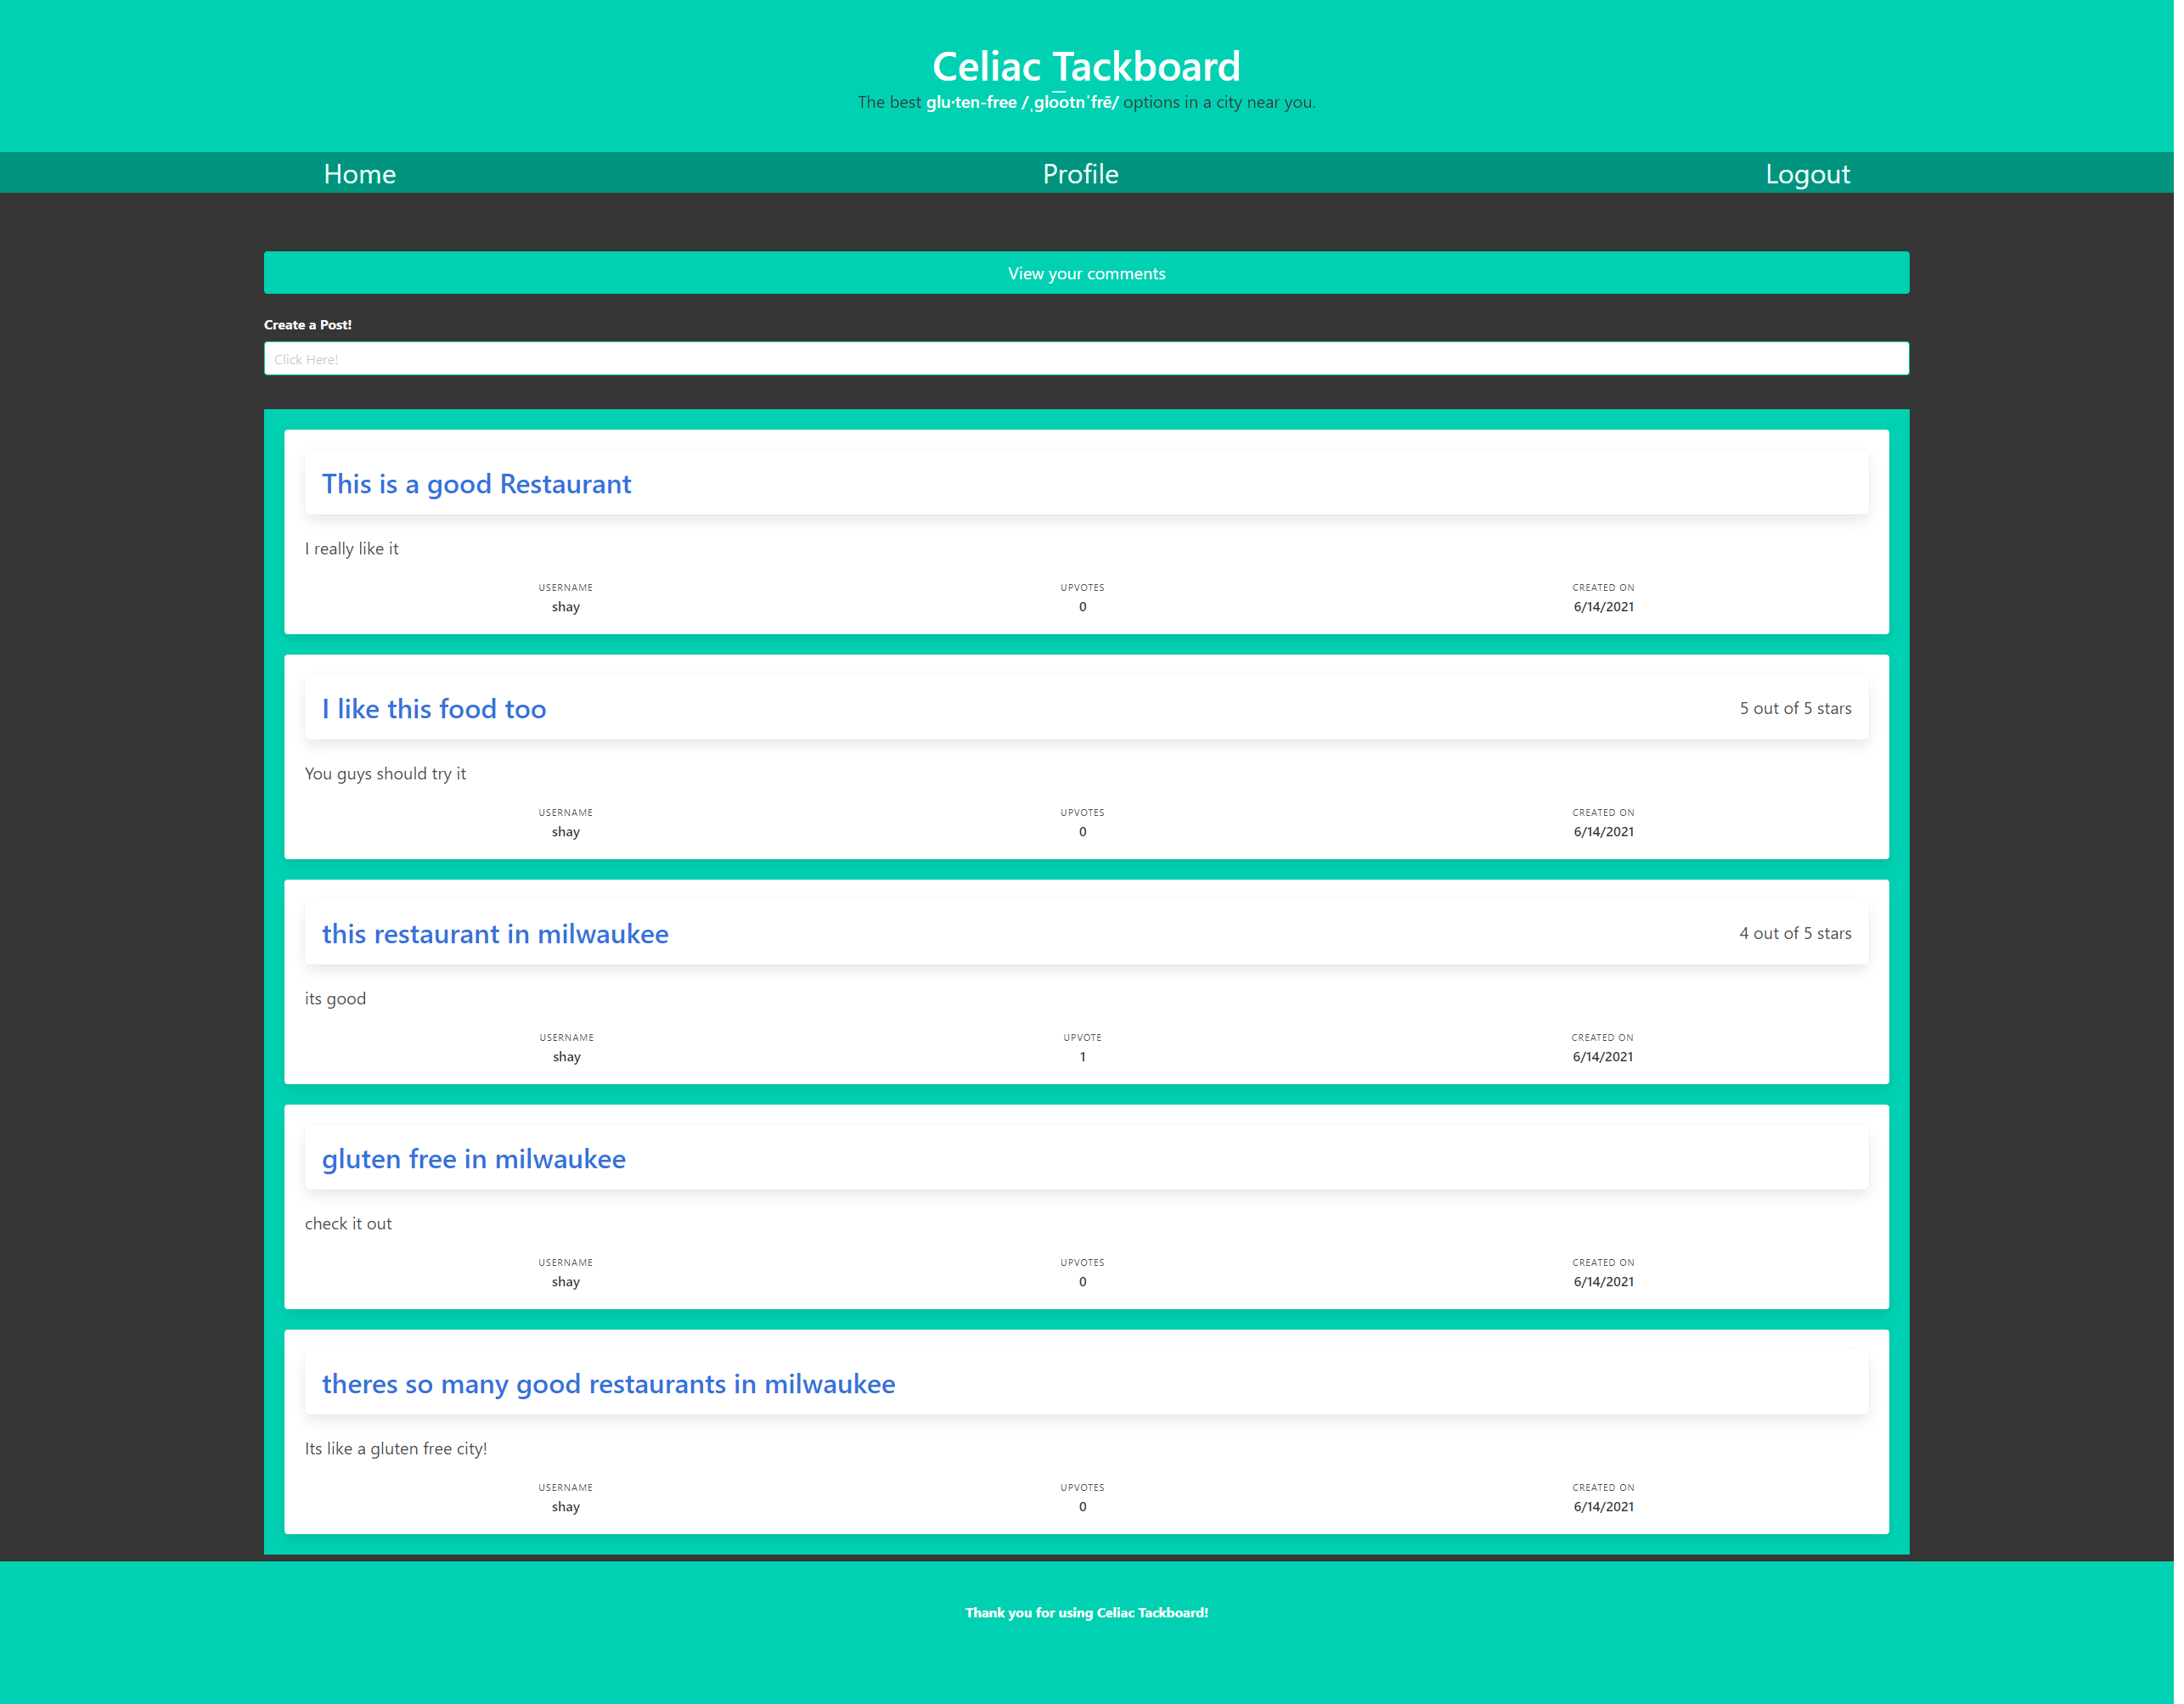 Celiac Tackboard
The best glu·ten-free /ˌglo͞otnˈfrē/ options in a city near you.
Home Profile Logout
View your comments
Create a Post!
Click Here!
This is a good Restaurant
I really like it
USERNAME UPVOTES CREATED ON
shay 0 6/14/2021
I like this food too 5 out of 5 stars
You guys should try it
USERNAME UPVOTES CREATED ON
shay 0 6/14/2021
this restaurant in milwaukee 4 out of 5 stars
its good
USERNAME UPVOTE CREATED ON
shay 1 6/14/2021
gluten free in milwaukee
check it out
USERNAME UPVOTES CREATED ON
shay 0 6/14/2021
theres so many good restaurants in milwaukee
Its like a gluten free city!
USERNAME UPVOTES CREATED ON
shay 0 6/14/2021
Thank you for using Celiac Tackboard!